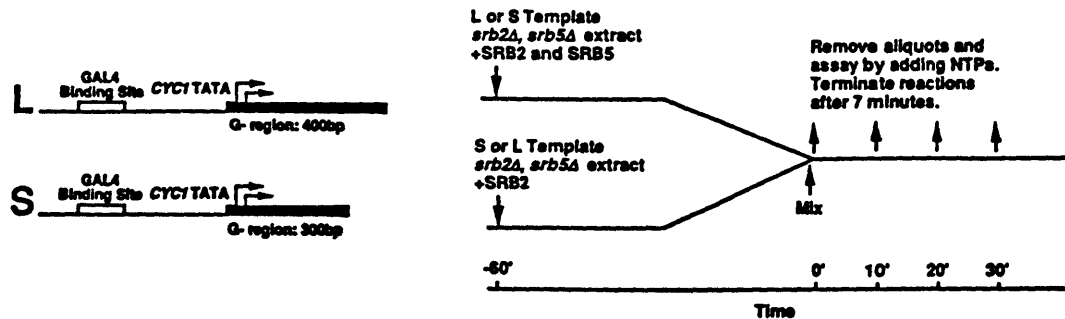 L
GAL4
Binding Site
CYC1 TATA
G- region: 400bp
S
GAL4
Binding Site
CYC1 TATA
G- region: 300bp
L or S Template
srb2Δ, srb5Δ extract
+SRB2 and SRB5
S or L Template
srb2Δ, srb5Δ extract
+SRB2
Remove aliquots and
assay by adding NTPs.
Terminate reactions
after 7 minutes.
Mix
-60' 0' 10' 20' 30'
Time